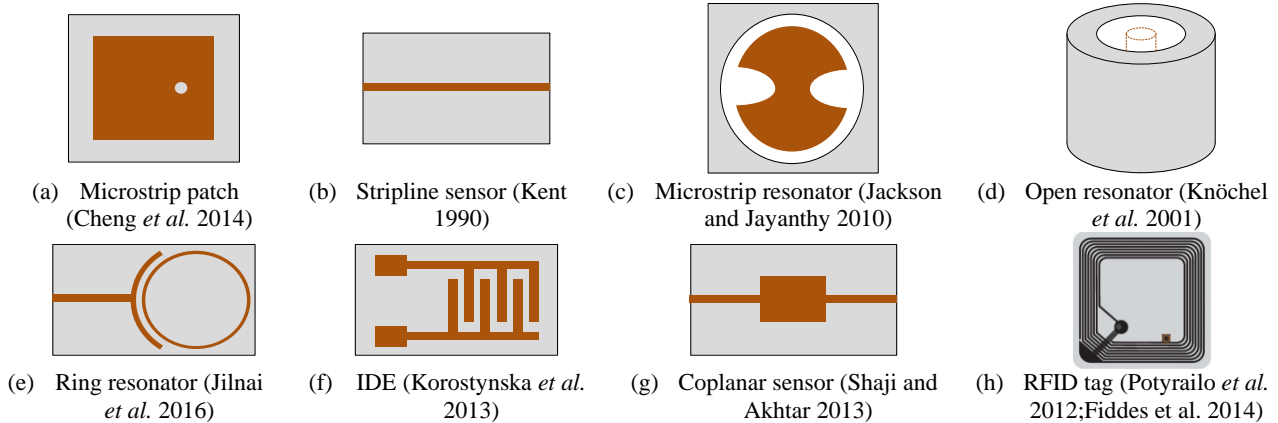 (a) Microstrip patch
(Cheng et al. 2014)
(b) Stripline sensor (Kent
1990)
(c) Microstrip resonator (Jackson
and Jayanthy 2010)
(d) Open resonator (Knöchel
et al. 2001)
(e) Ring resonator (Jilnai
et al. 2016)
(f) IDE (Korostynska et al.
2013)
(g) Coplanar sensor (Shaji and
Akhtar 2013)
(h) RFID tag (Potyrailo et al.
2012;Fiddes et al. 2014)